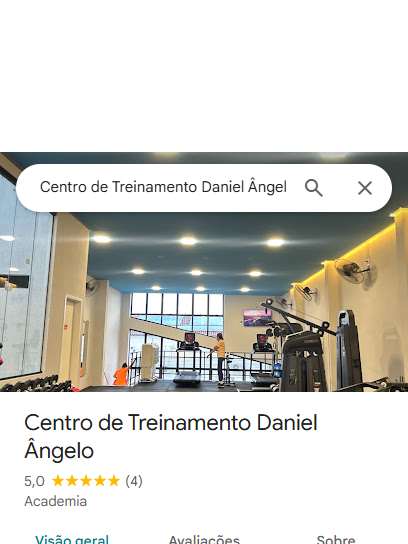 Centro de Treinamento Daniel Ângel
Centro de Treinamento Daniel
Ângelo
5,0 ★★★★★ (4)
Academia
Visão geral Avaliações Sobre